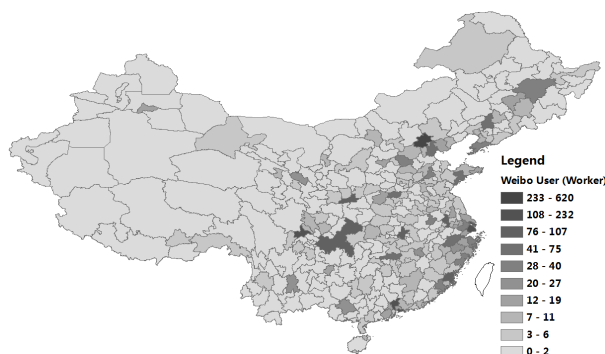 Legend
Weibo User (Worker)
233 - 620
108 - 232
76 - 107
41 - 75
28 - 40
20 - 27
12 - 19
7 - 11
3 - 6
0 - 2